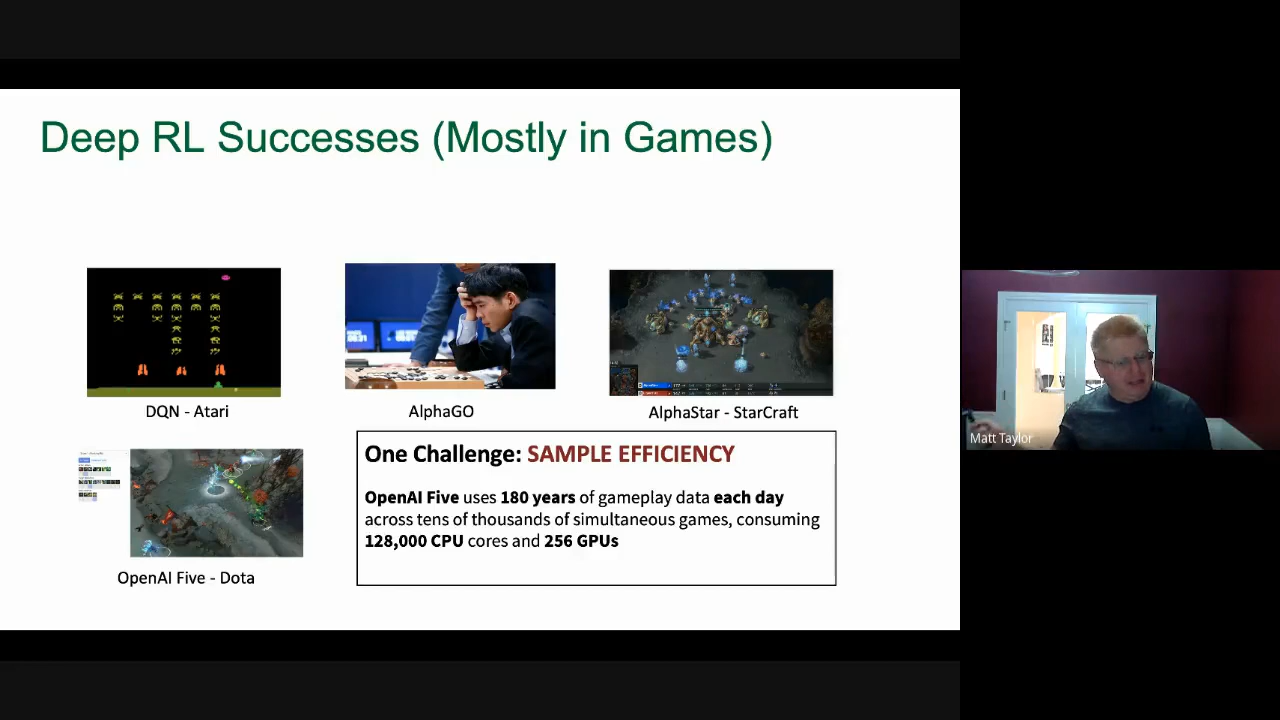 Deep RL Successes (Mostly in Games)
DQN - Atari
AlphaGO
AlphaStar - StarCraft
One Challenge: SAMPLE EFFICIENCY
OpenAI Five uses 180 years of gameplay data each day
across tens of thousands of simultaneous games, consuming
128,000 CPU cores and 256 GPUs
OpenAI Five - Dota
Matt Taylor